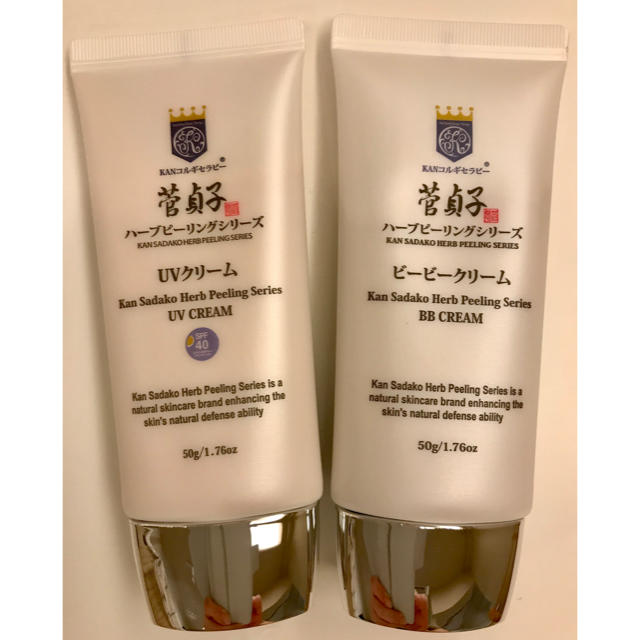 KANコルギセラピー®
菅貞子
ハーブピーリングシリーズ
KAN SADAKO HERB PEELING SERIES
UVクリーム
Kan Sadako Herb Peeling Series
UV CREAM
SPF
40
Kan Sadako Herb Peeling Series is a
natural skincare brand enhancing the
skin's natural defense ability
50g/1.76oz
KANコルギセラピー®
菅貞子
ハーブピーリングシリーズ
KAN SADAKO HERB PEELING SERIES
ビービークリーム
Kan Sadako Herb Peeling Series
BB CREAM
Kan Sadako Herb Peeling Series is a
natural skincare brand enhancing the
skin's natural defense ability
50g/1.76oz